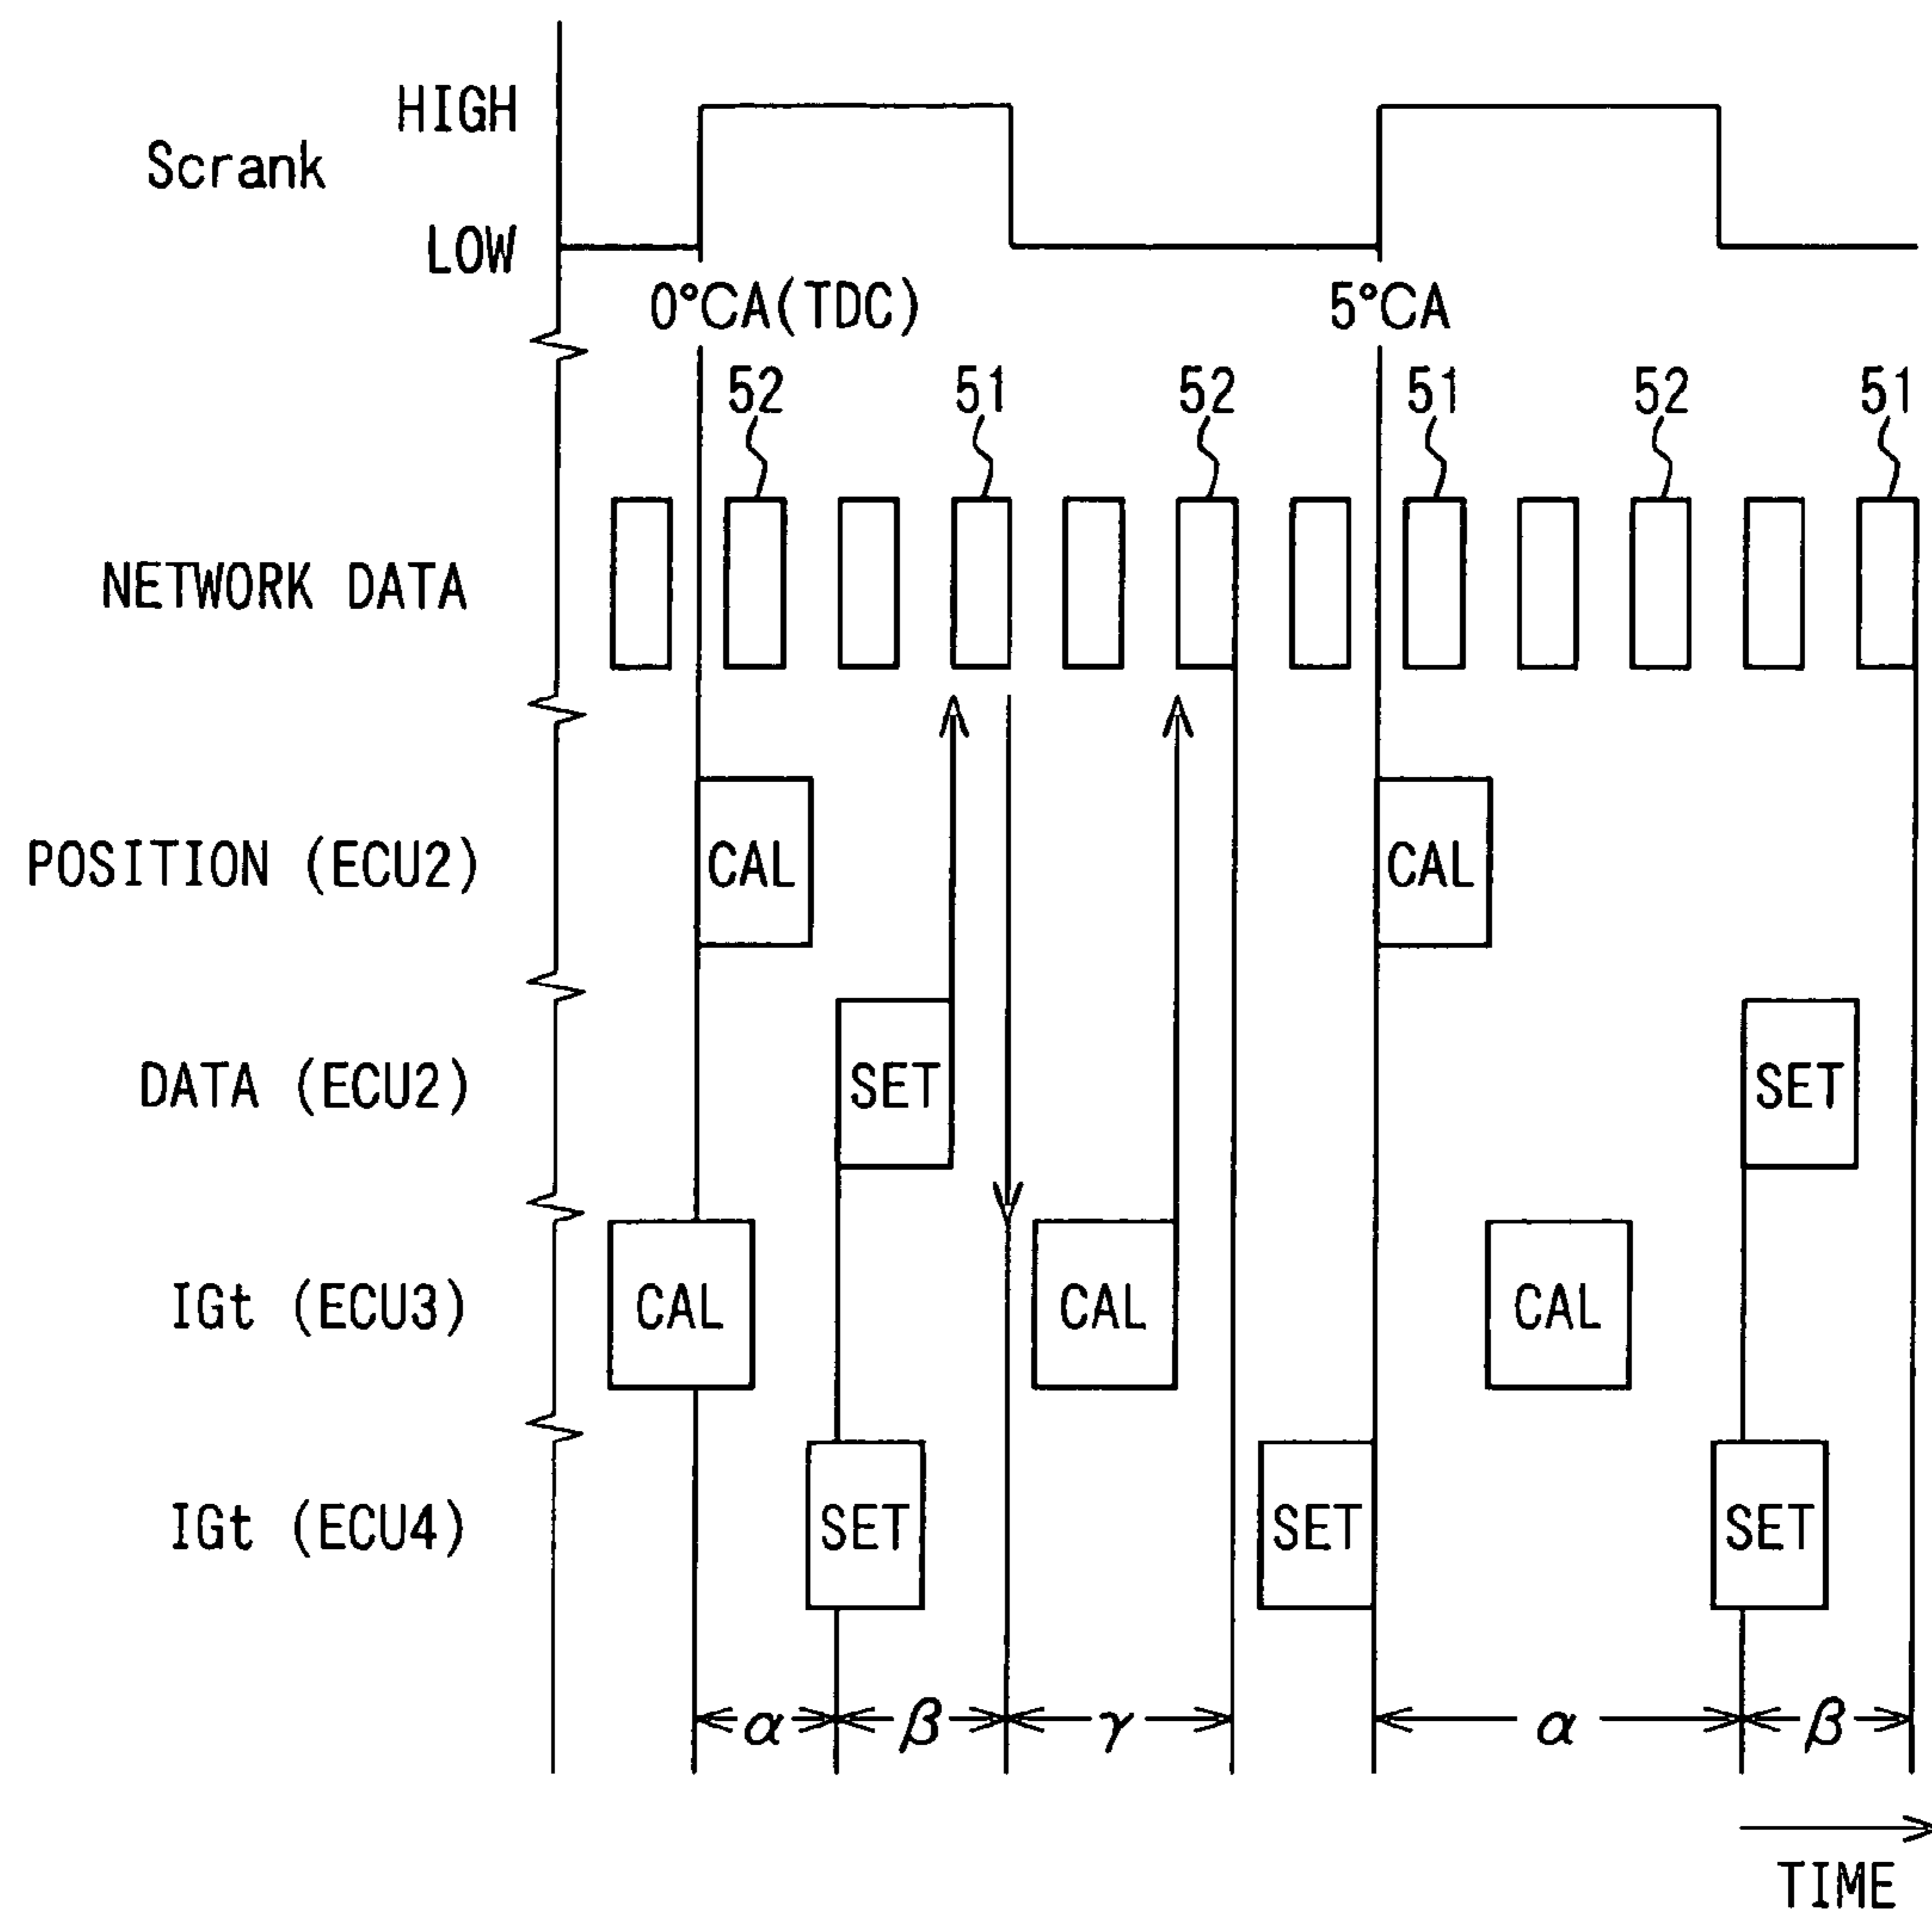 HIGH
Scrank
LOW
0°CA(TDC) 5°CA
52 51 52 51 52 51
NETWORK DATA
POSITION (ECU2) CAL CAL
DATA (ECU2) SET SET
IGt (ECU3) CAL CAL CAL
IGt (ECU4) SET SET SET
α β γ α β
TIME